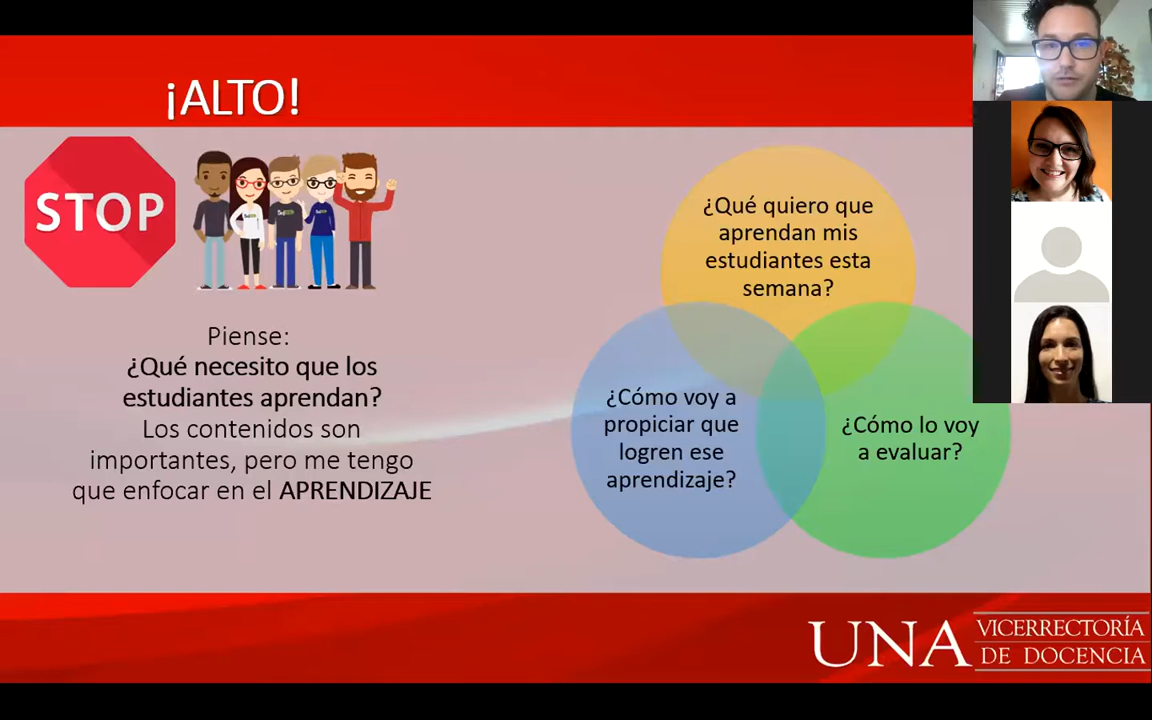 ¡ALTO!
STOP
Piense:
¿Qué necesito que los
estudiantes aprendan?
Los contenidos son
importantes, pero me tengo
que enfocar en el APRENDIZAJE
¿Qué quiero que
aprendan mis
estudiantes esta
semana?
¿Cómo voy a
propiciar que
logren ese
aprendizaje?
¿Cómo lo voy
a evaluar?
UNA
VICERRECTORÍA
DE DOCENCIA